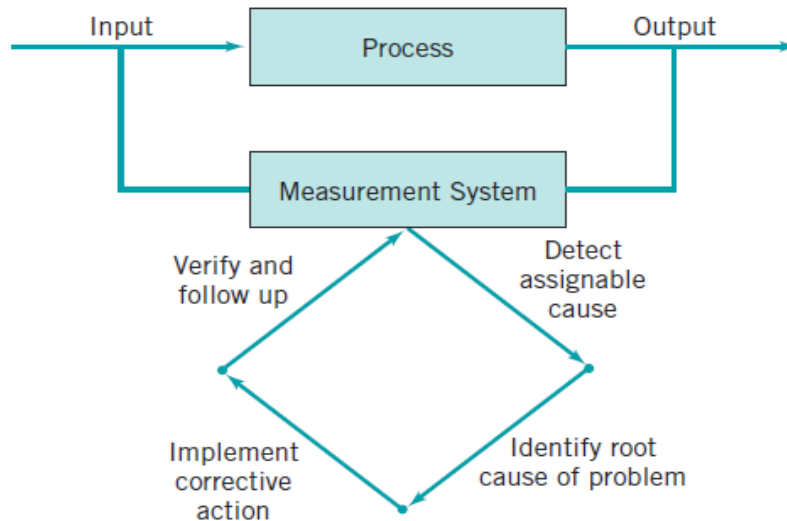 Input
Process
Output
Measurement System
Verify and
follow up
Detect
assignable
cause
Implement
corrective
action
Identify root
cause of problem